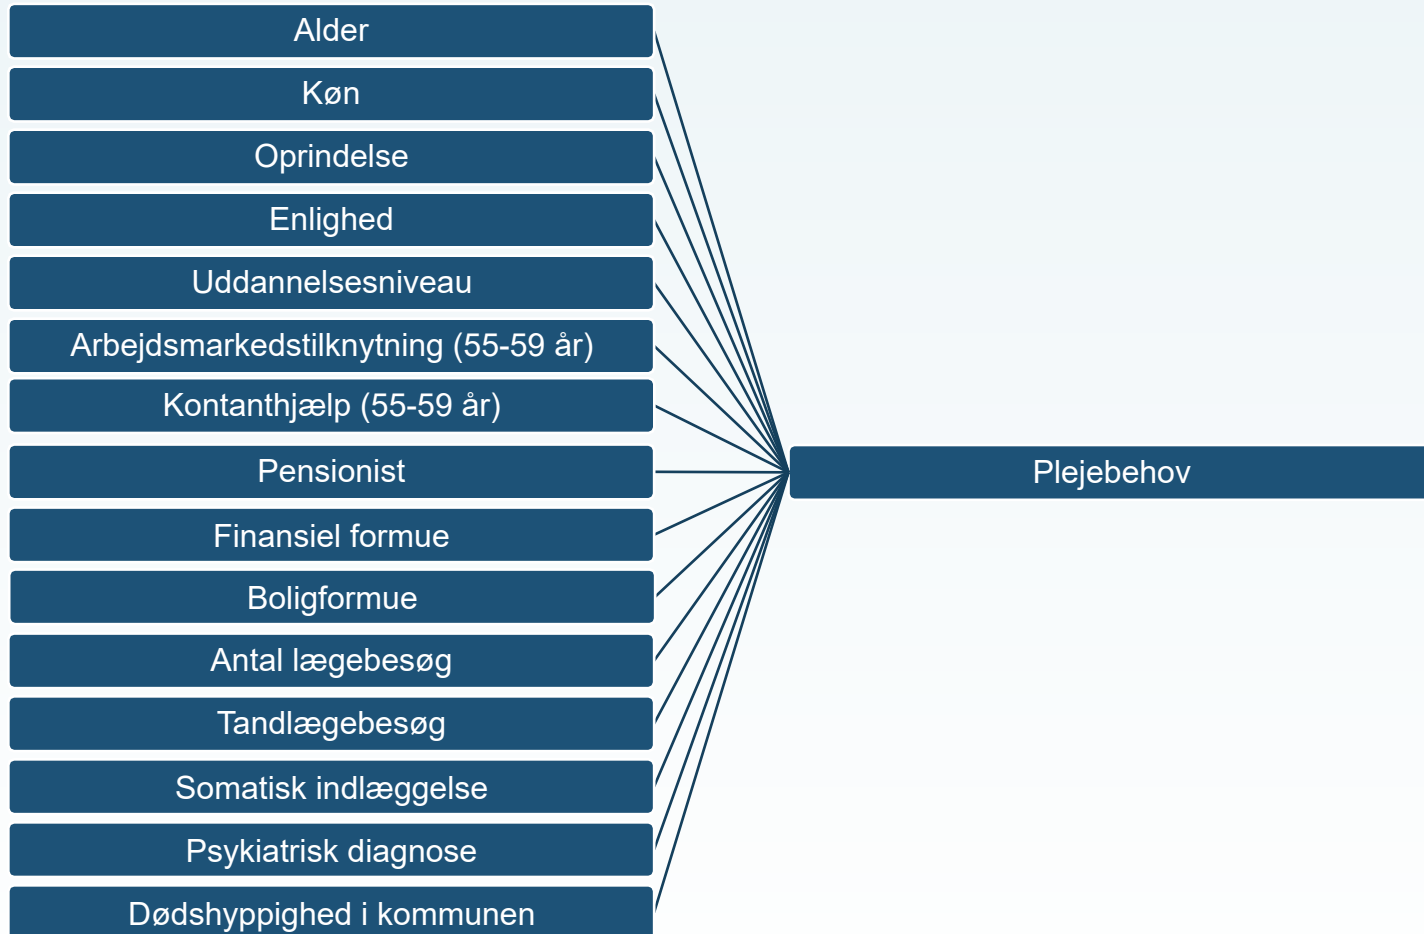 Alder
Køn
Oprindelse
Enlighed
Uddannelsesniveau
Arbejdsmarkedstilknytning (55-59 år)
Kontanthjælp (55-59 år)
Pensionist
Finansiel formue
Boligformue
Antal lægebesøg
Tandlægebesøg
Somatisk indlæggelse
Psykiatrisk diagnose
Dødshyppighed i kommunen
Plejebehov